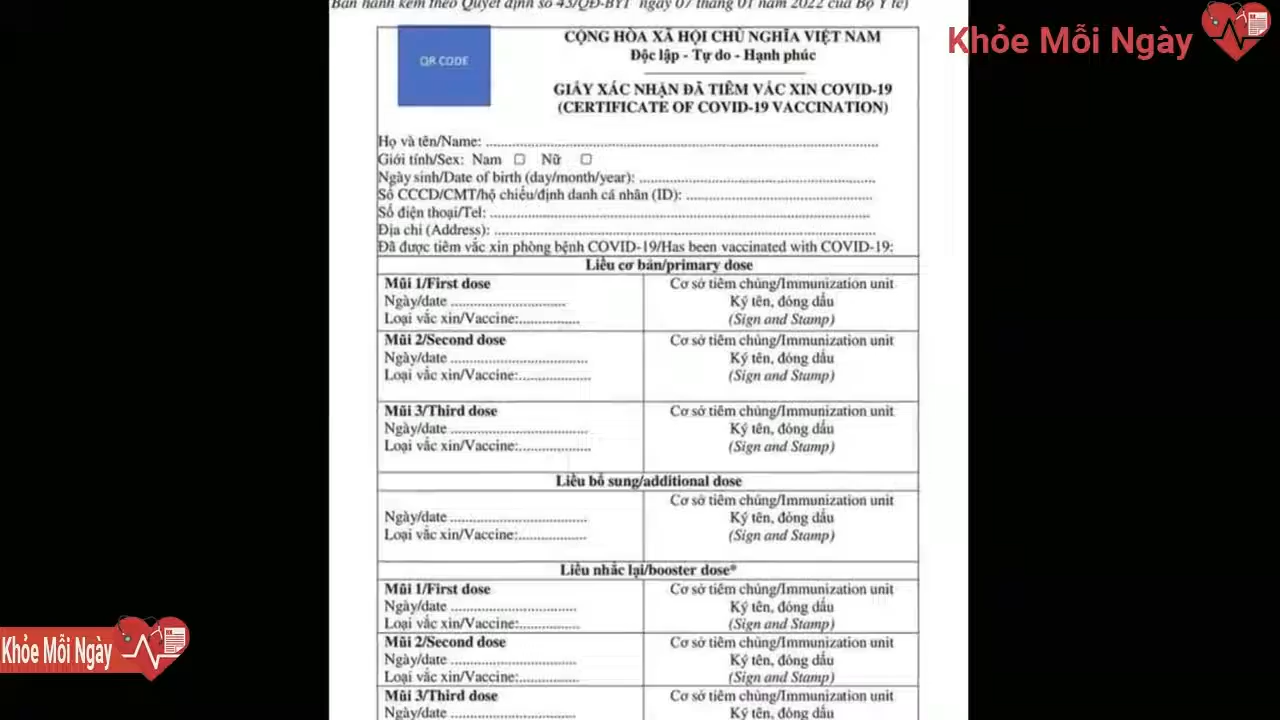 Ban hành kèm theo Quyết định số 43/QĐ-BYT ngày 07 tháng 01 năm 2022 của Bộ Y tế)
Khỏe Mỗi Ngày
QR CODE
CỘNG HÒA XÃ HỘI CHỦ NGHĨA VIỆT NAM
Độc lập - Tự do - Hạnh phúc
GIẤY XÁC NHẬN ĐÃ TIÊM VẮC XIN COVID-19
(CERTIFICATE OF COVID-19 VACCINATION)
Họ và tên/Name: ........................................
Giới tính/Sex: Nam ☐ Nữ ☐
Ngày sinh/Date of birth (day/month/year): ........................................
Số CCCD/CMT/hộ chiếu/định danh cá nhân (ID): ........................................
Số điện thoại/Tel: ........................................
Địa chỉ (Address): ........................................
Đã được tiêm vắc xin phòng bệnh COVID-19/Has been vaccinated with COVID-19:
Liều cơ bản/primary dose
Mũi 1/First dose
Ngày/date ..............................
Loại vắc xin/Vaccine:................
Cơ sở tiêm chủng/Immunization unit
Ký tên, đóng dấu
(Sign and Stamp)
Mũi 2/Second dose
Ngày/date ....................................
Loại vắc xin/Vaccine:...................
Cơ sở tiêm chủng/Immunization unit
Ký tên, đóng dấu
(Sign and Stamp)
Mũi 3/Third dose
Ngày/date ....................................
Loại vắc xin/Vaccine:...................
Cơ sở tiêm chủng/Immunization unit
Ký tên, đóng dấu
(Sign and Stamp)
Liều bổ sung/additional dose
Ngày/date ....................................
Loại vắc xin/Vaccine:..................
Cơ sở tiêm chủng/Immunization unit
Ký tên, đóng dấu
(Sign and Stamp)
Liều nhắc lại/booster dose*
Mũi 1/First dose
Ngày/date .................................
Loại vắc xin/Vaccine:................
Cơ sở tiêm chủng/Immunization unit
Ký tên, đóng dấu
(Sign and Stamp)
Mũi 2/Second dose
Ngày/date .................................
Loại vắc xin/Vaccine:................
Cơ sở tiêm chủng/Immunization unit
Ký tên, đóng dấu
(Sign and Stamp)
Mũi 3/Third dose
Ngày/date .................................
Cơ sở tiêm chủng/Immunization unit
Ký tên, đóng dấu
Khỏe Mỗi Ngày